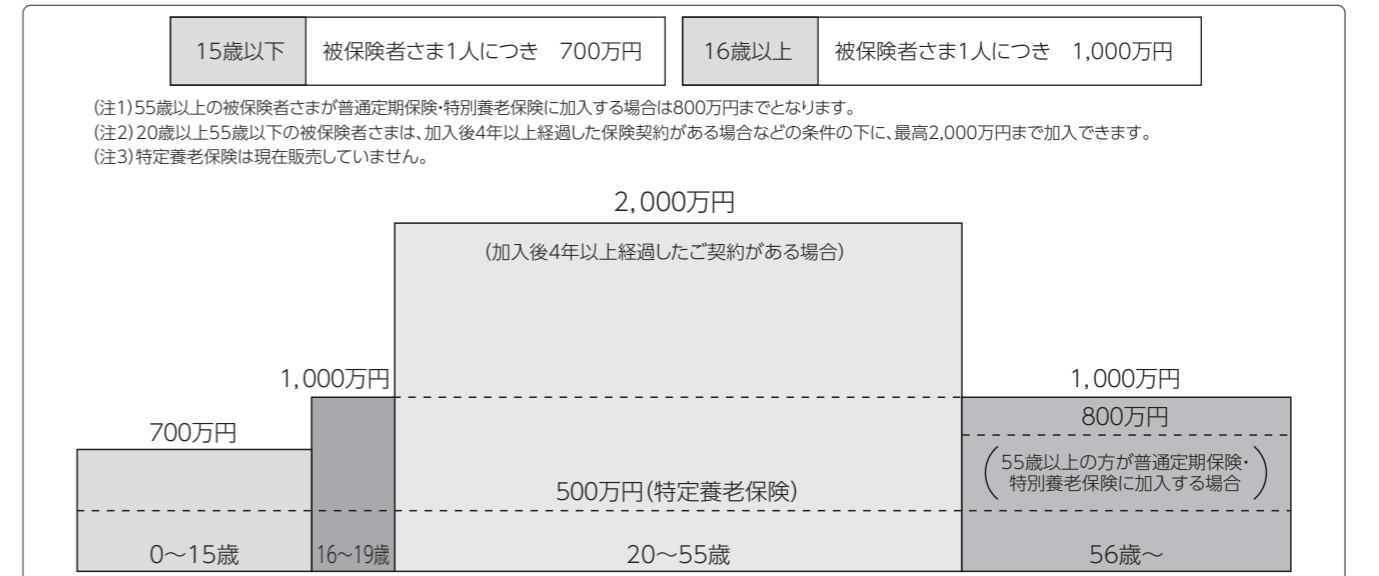 15歳以下 被保険者さま1人につき 700万円 16歳以上 被保険者さま1人につき 1,000万円
(注1)55歳以上の被保険者さまが普通定期保険・特別養老保険に加入する場合は800万円までとなります。
(注2)20歳以上55歳以下の被保険者さまは、加入後4年以上経過した保険契約がある場合などの条件の下に、最高2,000万円まで加入できます。
(注3)特定養老保険は現在販売していません。
2,000万円
(加入後4年以上経過したご契約がある場合)
1,000万円 1,000万円
700万円 800万円
(55歳以上の方が普通定期保険・
特別養老保険に加入する場合)
500万円(特定養老保険)
0〜15歳 16〜19歳 20〜55歳 56歳〜